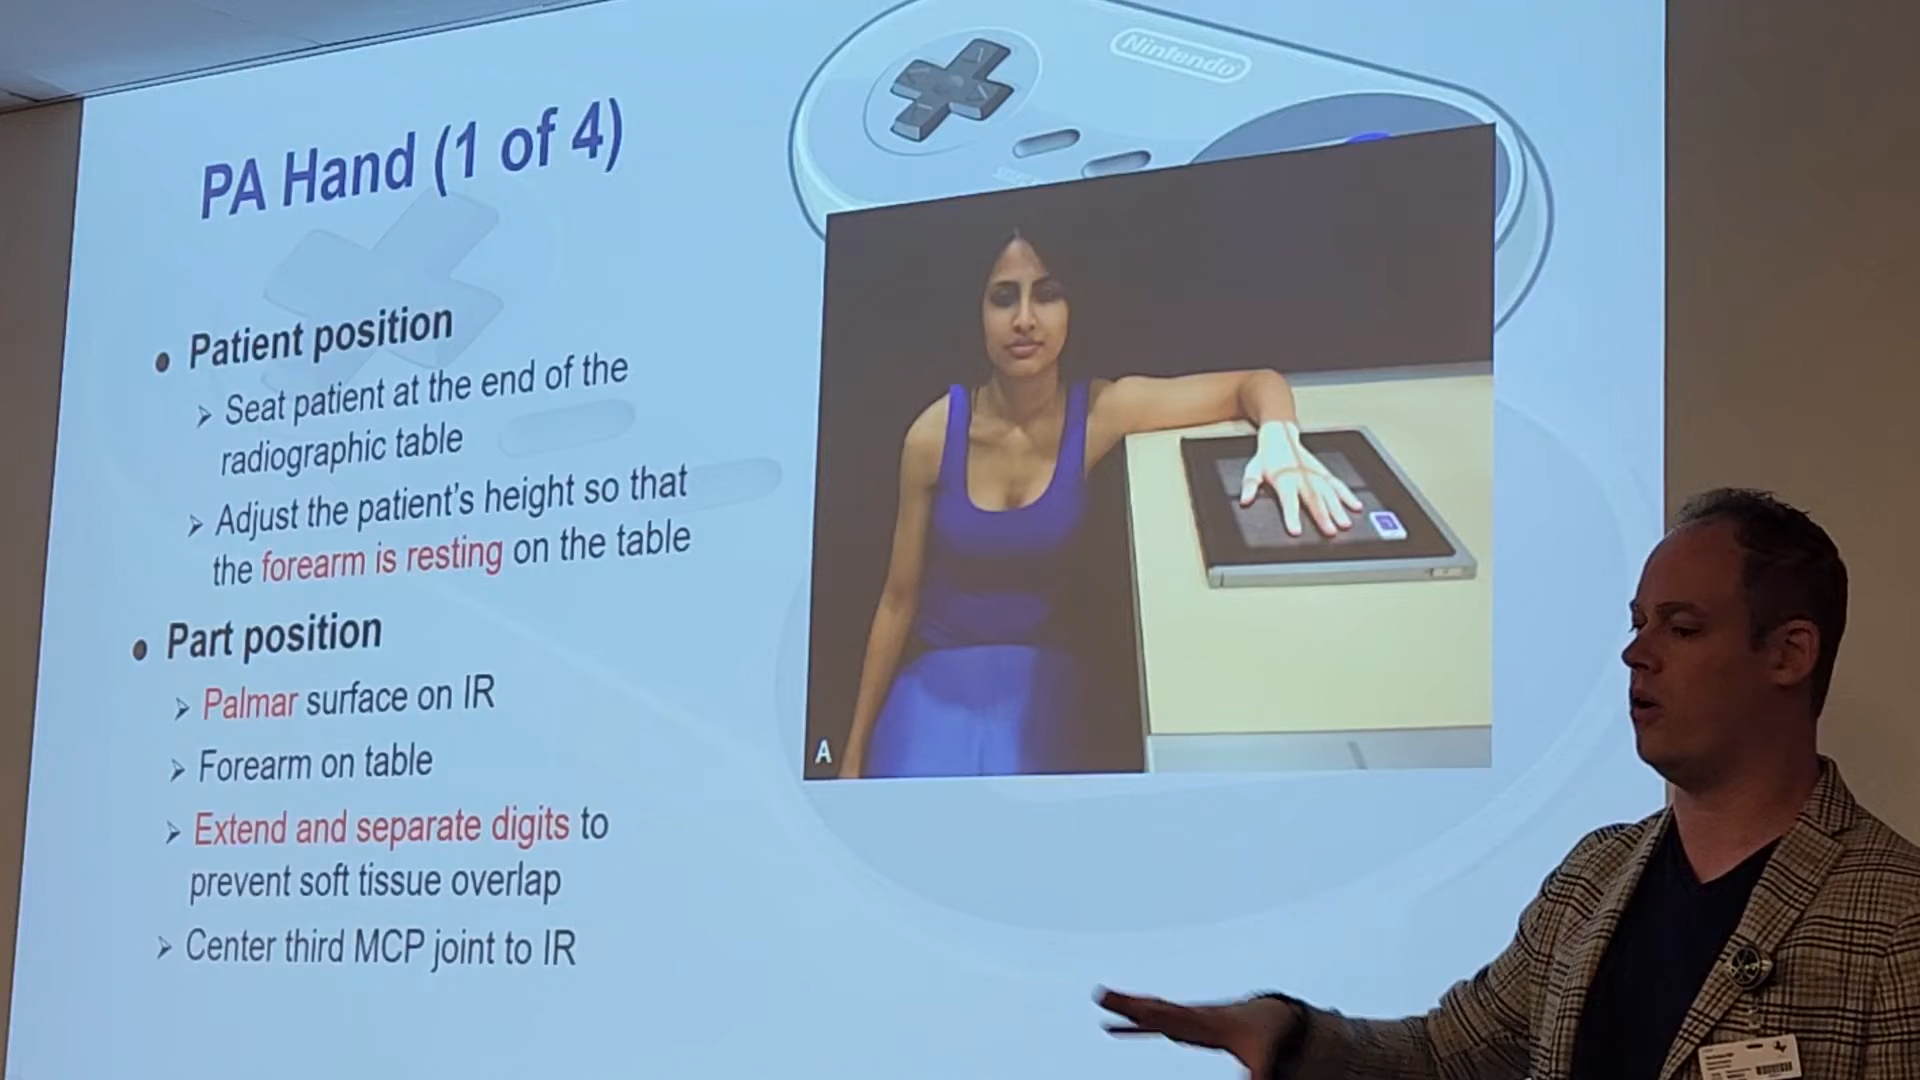 Nintendo
PA Hand (1 of 4)
• Patient position
➢ Seat patient at the end of the
radiographic table
➢ Adjust the patient's height so that
the forearm is resting on the table
• Part position
➢ Palmar surface on IR
➢ Forearm on table
➢ Extend and separate digits to
prevent soft tissue overlap
➢ Center third MCP joint to IR
A